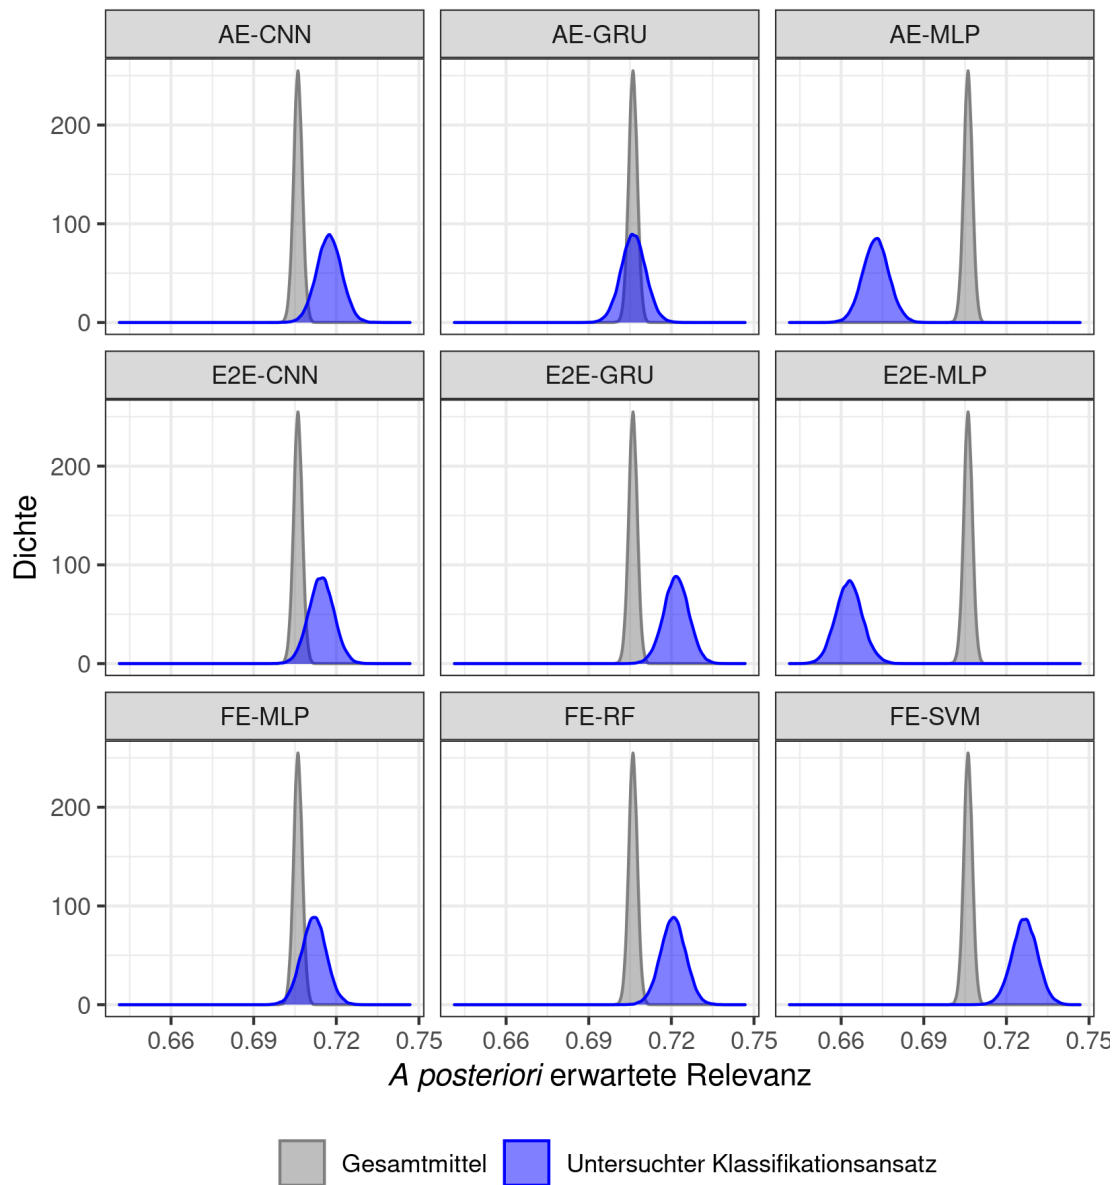 AE-CNN AE-GRU AE-MLP
200
100
0
E2E-CNN E2E-GRU E2E-MLP
200
100
0
Dichte
FE-MLP FE-RF FE-SVM
200
100
0
0.66 0.69 0.72 0.75 0.66 0.69 0.72 0.75 0.66 0.69 0.72 0.75
A posteriori erwartete Relevanz
Gesamtmittel Untersuchter Klassifikationsansatz